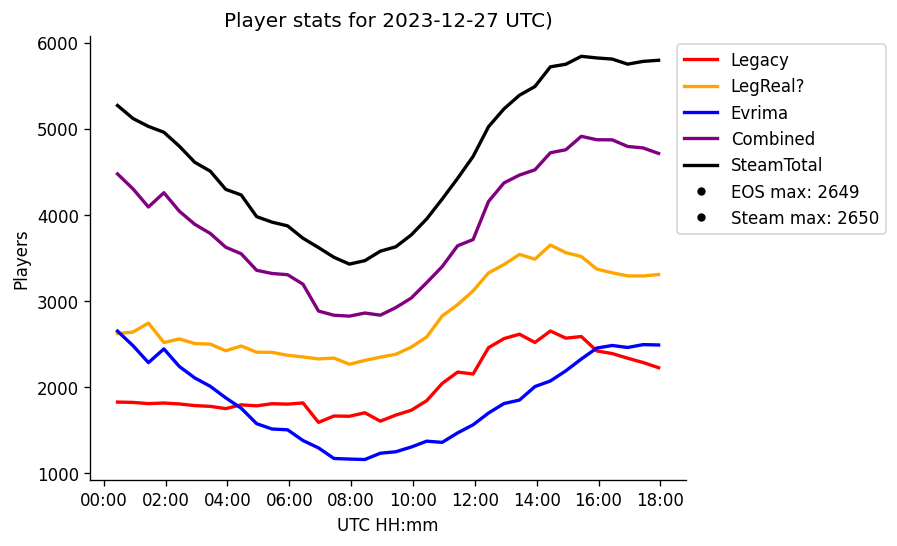 Player stats for 2023-12-27 UTC)
6000
5000
4000
3000
2000
1000
Players
00:00 02:00 04:00 06:00 08:00 10:00 12:00 14:00 16:00 18:00
UTC HH:mm
Legacy
LegReal?
Evrima
Combined
SteamTotal
EOS max: 2649
Steam max: 2650